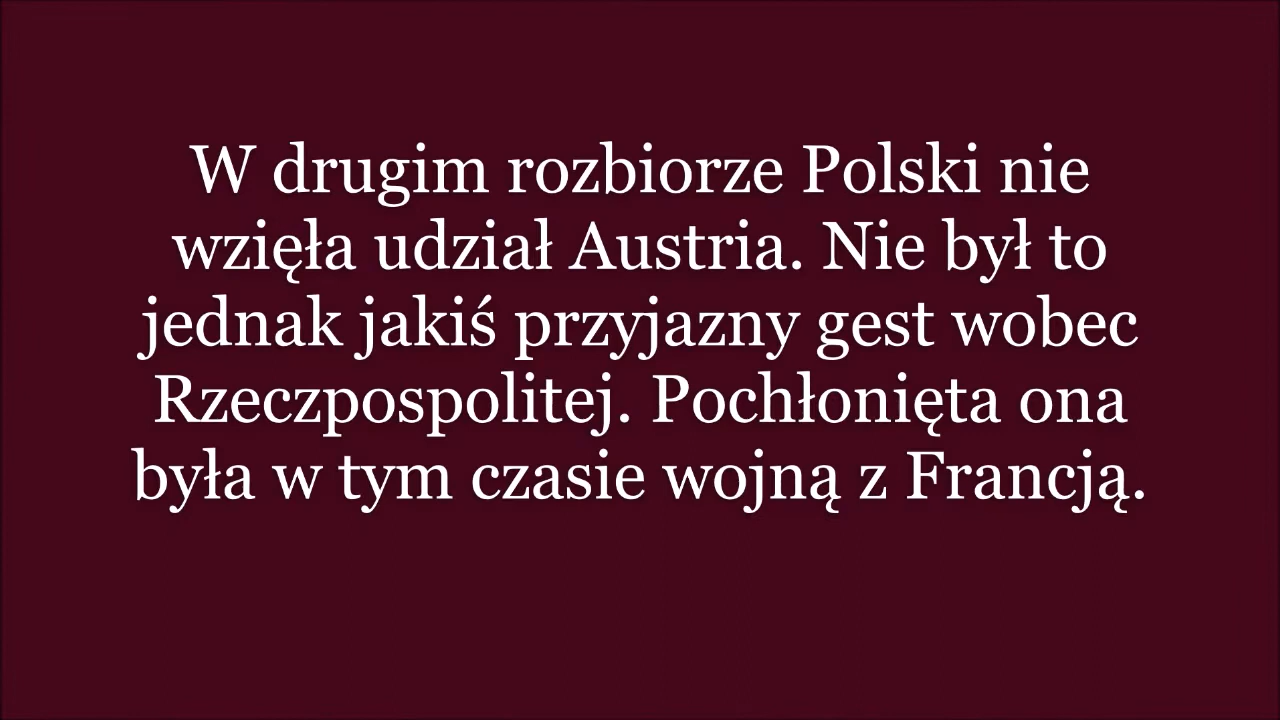 W drugim rozbiorze Polski nie
wzięła udział Austria. Nie był to
jednak jakiś przyjazny gest wobec
Rzeczpospolitej. Pochłonięta ona
była w tym czasie wojną z Francją.